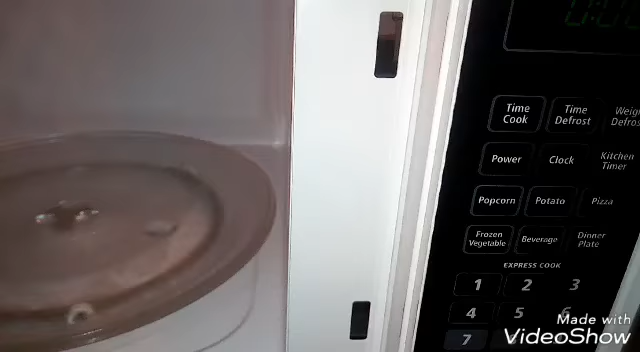 Time Cook
Time Defrost
Power
Clock
Kitchen Timer
Popcorn
Potato
Pizza
Frozen Vegetable
Beverage
Dinner Plate
EXPRESS COOK
1 2 3
4 5 6
7
Made with
VideoShow